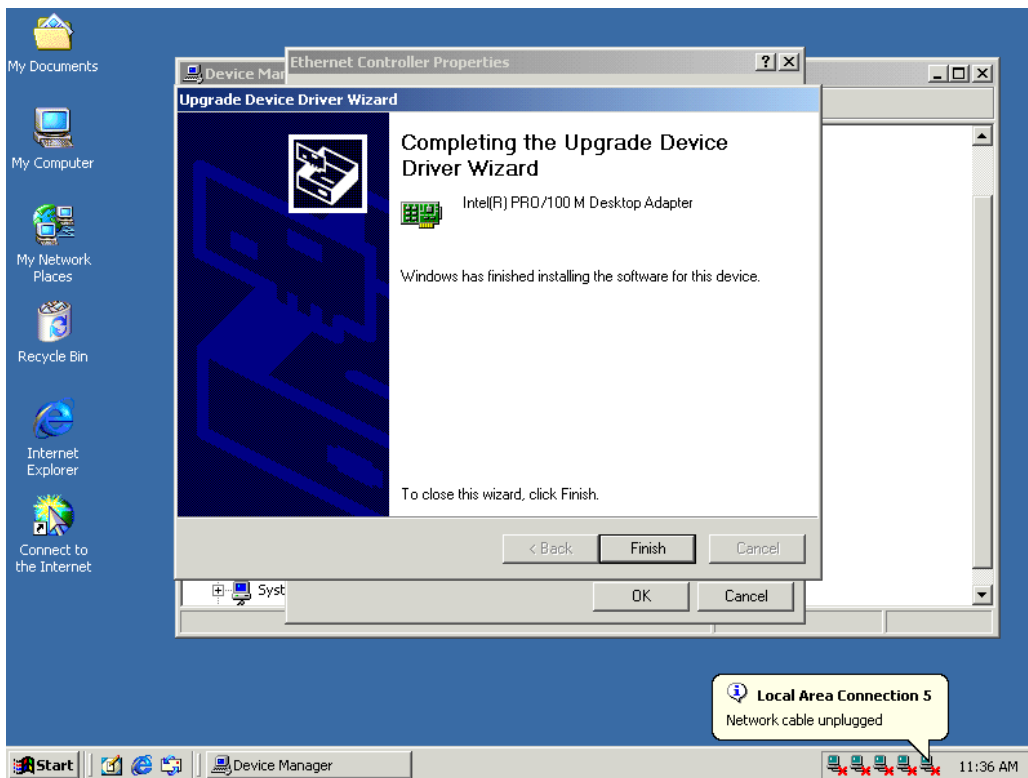 My Documents
My Computer
My Network
Places
Recycle Bin
Internet
Explorer
Connect to
the Internet
Device Mar
Ethernet Controller Properties
Upgrade Device Driver Wizard
Completing the Upgrade Device
Driver Wizard
Intel(R) PRO/100 M Desktop Adapter
Windows has finished installing the software for this device.
To close this wizard, click Finish.
< Back
Finish
Cancel
Syst
OK
Cancel
Local Area Connection 5
Network cable unplugged
Start
Device Manager
11:36 AM